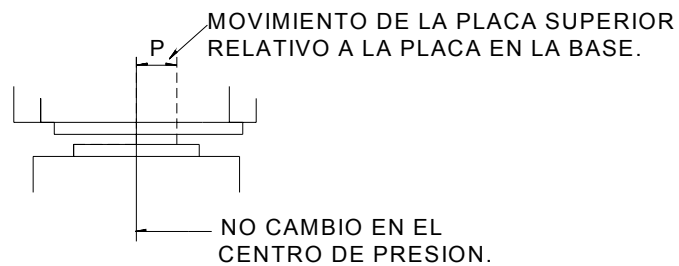 MOVIMIENTO DE LA PLACA SUPERIOR
P RELATIVO A LA PLACA EN LA BASE.
NO CAMBIO EN EL
CENTRO DE PRESION.